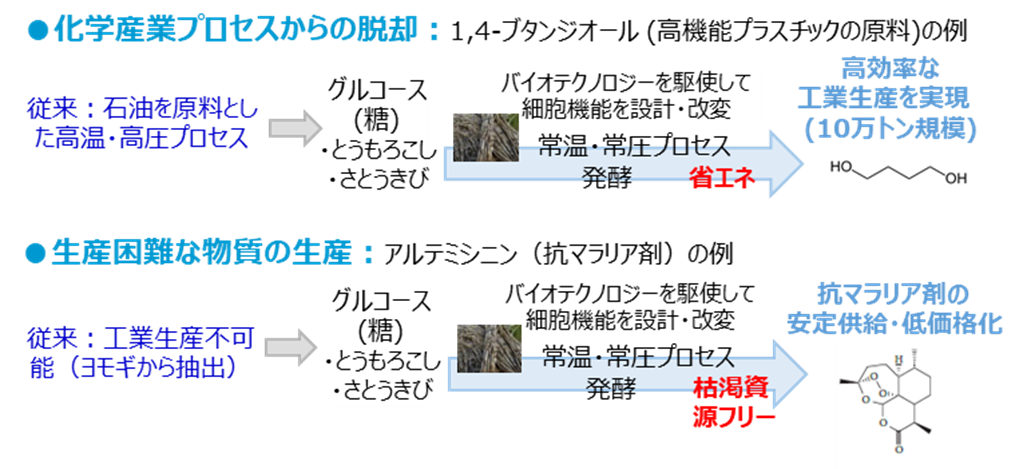 ●化学産業プロセスからの脱却：1,4-ブタンジオール (高機能プラスチックの原料)の例
従来：石油を原料とし
た高温・高圧プロセス
グルコース
(糖)
・とうもろこし
・さとうきび
バイオテクノロジーを駆使して
細胞機能を設計・改変
常温・常圧プロセス
発酵
省エネ
高効率な
工業生産を実現
(10万トン規模)
HO
OH
●生産困難な物質の生産：アルテミシニン（抗マラリア剤）の例
従来：工業生産不可
能（ヨモギから抽出）
グルコース
(糖)
・とうもろこし
・さとうきび
バイオテクノロジーを駆使して
細胞機能を設計・改変
常温・常圧プロセス
発酵
枯渇資
源フリー
抗マラリア剤の
安定供給・低価格化
H
O
O
O
O
O